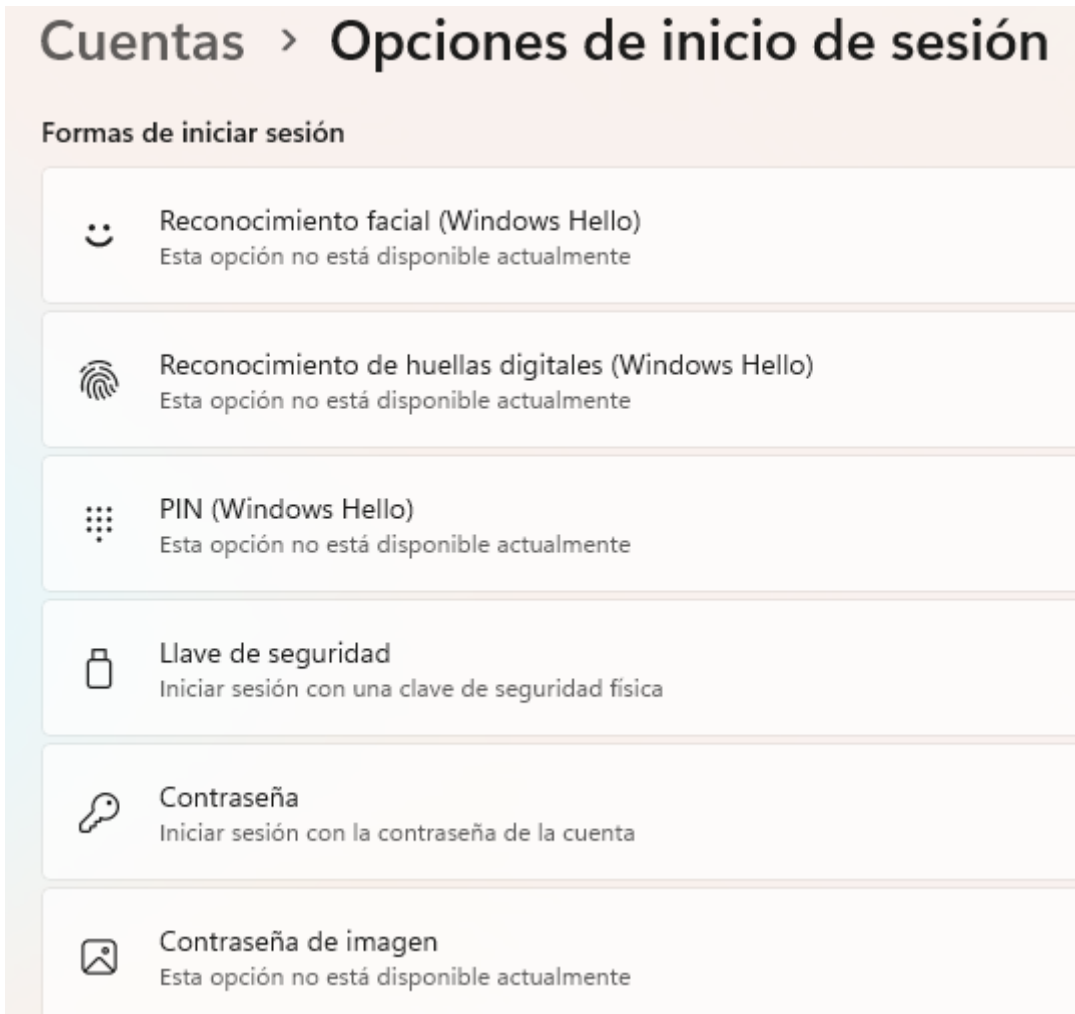 Cuentas > Opciones de inicio de sesión
Formas de iniciar sesión
Reconocimiento facial (Windows Hello)
Esta opción no está disponible actualmente
Reconocimiento de huellas digitales (Windows Hello)
Esta opción no está disponible actualmente
PIN (Windows Hello)
Esta opción no está disponible actualmente
Llave de seguridad
Iniciar sesión con una clave de seguridad física
Contraseña
Iniciar sesión con la contraseña de la cuenta
Contraseña de imagen
Esta opción no está disponible actualmente